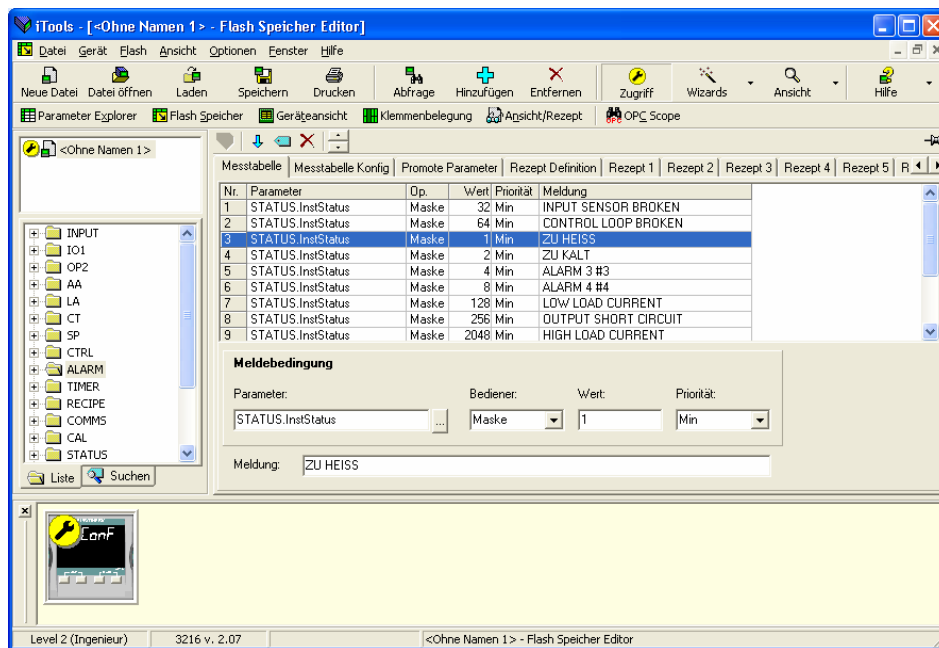 iTools - [<Ohne Namen 1> - Flash Speicher Editor]
Datei Gerät Flash Ansicht Optionen Fenster Hilfe
Neue Datei Datei öffnen Laden Speichern Drucken Abfrage Hinzufügen Entfernen Zugriff Wizards Ansicht Hilfe
Parameter Explorer Flash Speicher Geräteansicht Klemmenbelegung Ansicht/Rezept OPC Scope
<Ohne Namen 1>
INPUT
IO1
OP2
AA
LA
CT
SP
CTRL
ALARM
TIMER
RECIPE
COMMS
CAL
STATUS
Liste Suchen
Messtabelle Messtabelle Konfig Promote Parameter Rezept Definition Rezept 1 Rezept 2 Rezept 3 Rezept 4 Rezept 5 R
Nr. Parameter Op. Wert Priorität Meldung
1 STATUS.InstStatus Maske 32 Min INPUT SENSOR BROKEN
2 STATUS.InstStatus Maske 64 Min CONTROL LOOP BROKEN
3 STATUS.InstStatus Maske 1 Min ZU HEISS
4 STATUS.InstStatus Maske 2 Min ZU KALT
5 STATUS.InstStatus Maske 4 Min ALARM 3 #3
6 STATUS.InstStatus Maske 8 Min ALARM 4 #4
7 STATUS.InstStatus Maske 128 Min LOW LOAD CURRENT
8 STATUS.InstStatus Maske 256 Min OUTPUT SHORT CIRCUIT
9 STATUS.InstStatus Maske 2048 Min HIGH LOAD CURRENT
Meldebedingung
Parameter: Bediener: Wert: Priorität:
STATUS.InstStatus ... Maske 1 Min
Meldung: ZU HEISS
ConF
Level 2 (Ingenieur) 3216 v. 2.07 <Ohne Namen 1> - Flash Speicher Editor